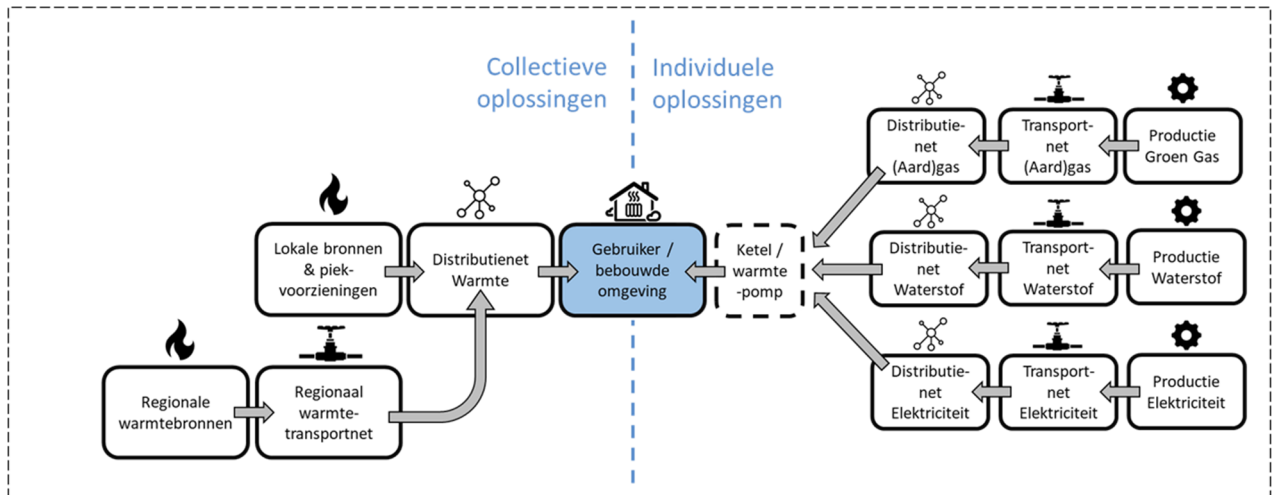 Collectieve
oplossingen
Individuele
oplossingen
Distributie-
net
(Aard)gas
Transport-
net
(Aard)gas
Productie
Groen Gas
Lokale bronnen
& piek-
voorzieningen
Distributienet
Warmte
Gebruiker /
bebouwde
omgeving
Ketel /
warmte
-pomp
Distributie-
net
Waterstof
Transport-
net
Waterstof
Productie
Waterstof
Regionale
warmtebronnen
Regionaal
warmte-
transportnet
Distributie-
net
Elektriciteit
Transport-
net
Elektriciteit
Productie
Elektriciteit